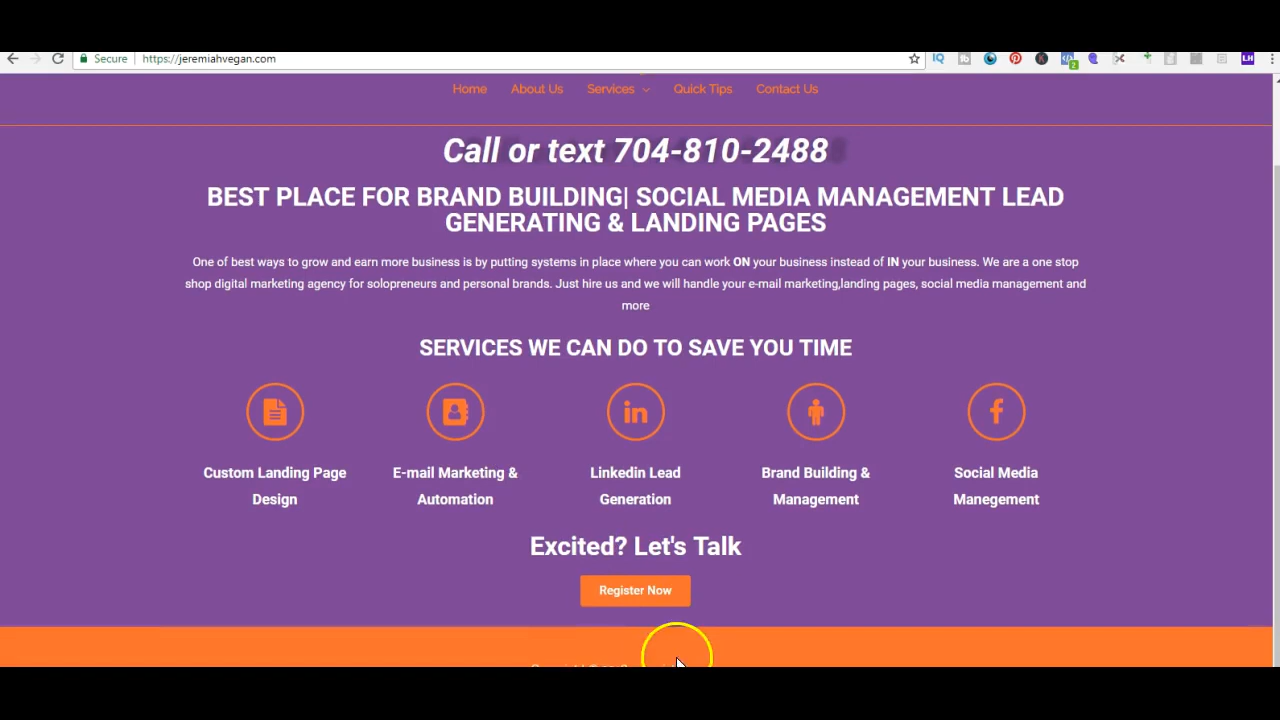 Secure https://jeremiahvegan.com
Home About Us Services Quick Tips Contact Us
Call or text 704-810-2488
BEST PLACE FOR BRAND BUILDING| SOCIAL MEDIA MANAGEMENT LEAD
GENERATING & LANDING PAGES
One of best ways to grow and earn more business is by putting systems in place where you can work ON your business instead of IN your business. We are a one stop
shop digital marketing agency for solopreneurs and personal brands. Just hire us and we will handle your e-mail marketing,landing pages, social media management and
more
SERVICES WE CAN DO TO SAVE YOU TIME
Custom Landing Page
Design
E-mail Marketing &
Automation
Linkedin Lead
Generation
Brand Building &
Management
Social Media
Manegement
Excited? Let's Talk
Register Now